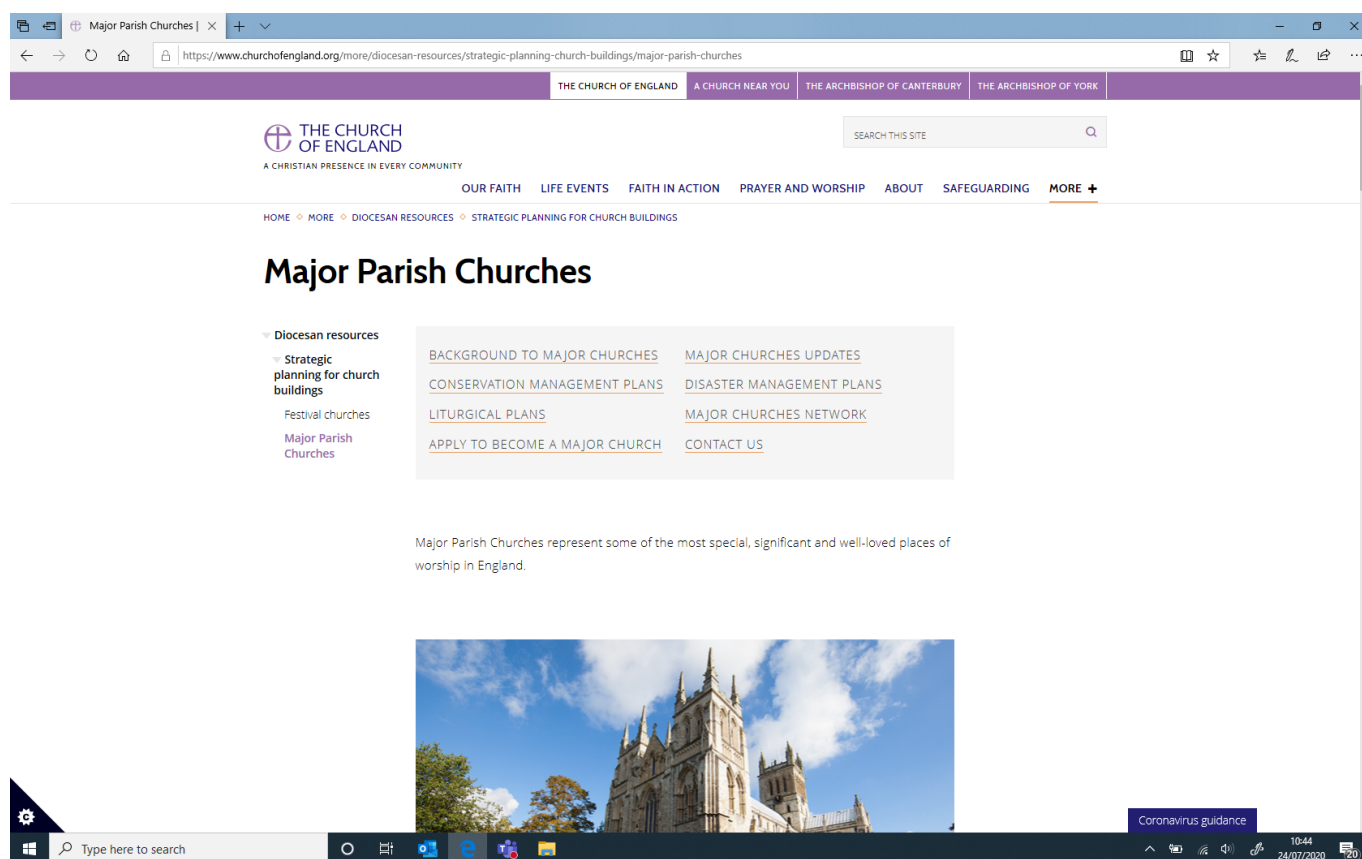 Major Parish Churches |
https://www.churchofengland.org/more/diocesan-resources/strategic-planning-church-buildings/major-parish-churches
THE CHURCH OF ENGLAND A CHURCH NEAR YOU THE ARCHBISHOP OF CANTERBURY THE ARCHBISHOP OF YORK
THE CHURCH
OF ENGLAND
A CHRISTIAN PRESENCE IN EVERY COMMUNITY
SEARCH THIS SITE
OUR FAITH LIFE EVENTS FAITH IN ACTION PRAYER AND WORSHIP ABOUT SAFEGUARDING MORE +
HOME MORE DIOCESAN RESOURCES STRATEGIC PLANNING FOR CHURCH BUILDINGS
Major Parish Churches
Diocesan resources
Strategic
planning for church
buildings
Festival churches
Major Parish
Churches
BACKGROUND TO MAJOR CHURCHES MAJOR CHURCHES UPDATES
CONSERVATION MANAGEMENT PLANS DISASTER MANAGEMENT PLANS
LITURGICAL PLANS MAJOR CHURCHES NETWORK
APPLY TO BECOME A MAJOR CHURCH CONTACT US
Major Parish Churches represent some of the most special, significant and well-loved places of
worship in England.
Coronavirus guidance
Type here to search
10:44
24/07/2020
20